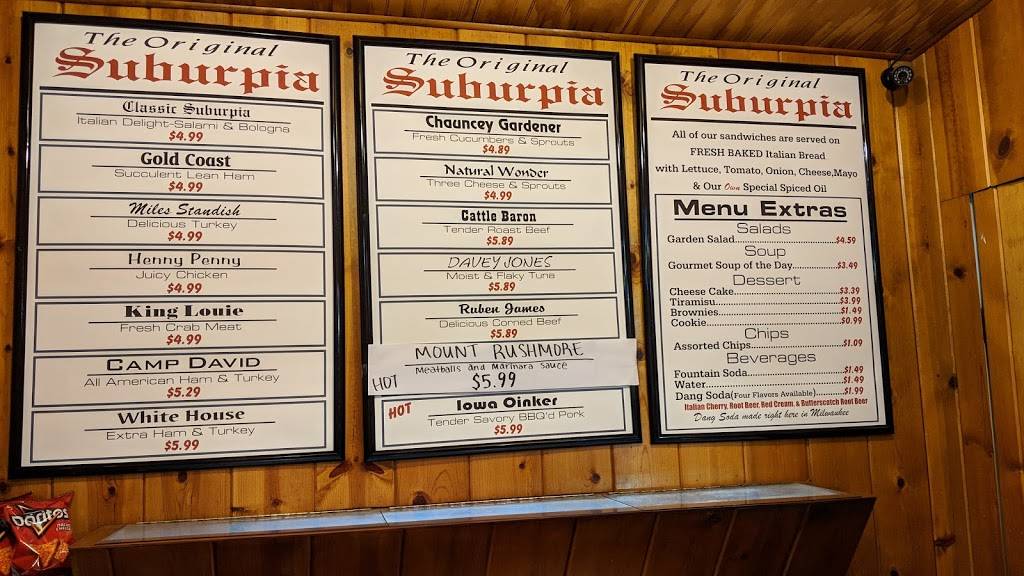 The Original
Suburpia
Classic Suburpia
Italian Delight-Salami & Bologna
$4.99
Gold Coast
Succulent Lean Ham
$4.99
Miles Standish
Delicious Turkey
$4.99
Henny Penny
Juicy Chicken
$4.99
King Louie
Fresh Crab Meat
$4.99
CAMP DAVID
All American Ham & Turkey
$5.29
White House
Extra Ham & Turkey
$5.99
The Original
Suburpia
Chauncey Gardener
Fresh Cucumbers & Sprouts
$4.89
Natural Wonder
Three Cheese & Sprouts
$4.99
Cattle Baron
Tender Roast Beef
$5.89
DAVEY JONES
Moist & Flaky Tuna
$5.89
Ruben James
Delicious Corned Beef
$5.89
MOUNT RUSHMORE
Meatballs and Marinara Sauce
HOT $5.99
HOT Iowa Oinker
Tender Savory BBQ'd Pork
$5.99
The Original
Suburpia
All of our sandwiches are served on
FRESH BAKED Italian Bread
with Lettuce, Tomato, Onion, Cheese,Mayo
& Our Own Special Spiced Oil
Menu Extras
Salads
Garden Salad...$4.59
Soup
Gourmet Soup of the Day...$3.49
Dessert
Cheese Cake...$3.39
Tiramisu...$3.99
Brownies...$1.49
Cookie...$0.99
Chips
Assorted Chips...$1.09
Beverages
Fountain Soda...$1.49
Water...$1.49
Dang Soda(Four Flavors Available)...$1.99
Italian Cherry, Root Beer, Red Cream, & Butterscotch Root Beer
Dang Soda made right here in Milwaukee
Doritos